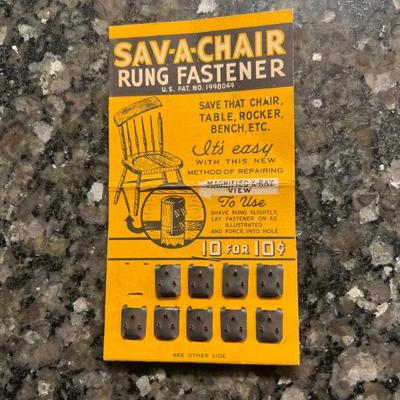 SAV-A-CHAIR
RUNG FASTENER
U.S. PAT. NO. 1998049
SAVE THAT CHAIR,
TABLE, ROCKER,
BENCH, ETC.
It's easy
WITH THIS NEW
METHOD OF REPAIRING
MAGNIFIED X-RAY
VIEW
To Use
SHAVE RUNG SLIGHTLY,
LAY FASTENER ON AS
ILLUSTRATED
AND FORCE INTO HOLE
10 FOR 10¢
SEE OTHER SIDE